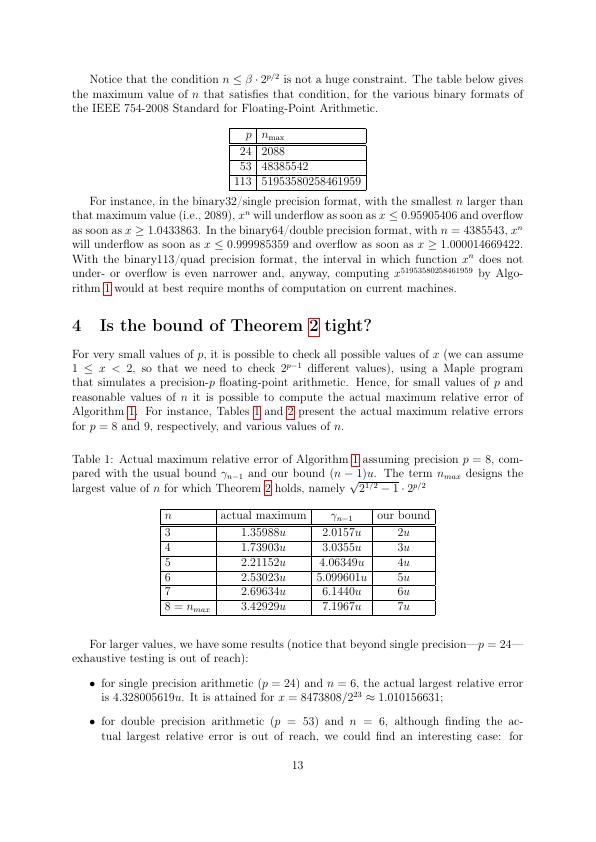 Notice that the condition n ≤ β · 2^{p/2} is not a huge constraint. The table below gives
the maximum value of n that satisfies that condition, for the various binary formats of
the IEEE 754-2008 Standard for Floating-Point Arithmetic.
p n_{max}
24 2088
53 48385542
113 51953580258461959
For instance, in the binary32/single precision format, with the smallest n larger than
that maximum value (i.e., 2089), x^n will underflow as soon as x ≤ 0.95905406 and overflow
as soon as x ≥ 1.0433863. In the binary64/double precision format, with n = 4385543, x^n
will underflow as soon as x ≤ 0.999985359 and overflow as soon as x ≥ 1.000014669422.
With the binary113/quad precision format, the interval in which function x^n does not
under- or overflow is even narrower and, anyway, computing x^{51953580258461959} by Algo-
rithm 1 would at best require months of computation on current machines.
4 Is the bound of Theorem 2 tight?
For very small values of p, it is possible to check all possible values of x (we can assume
1 ≤ x < 2, so that we need to check 2^{p−1} different values), using a Maple program
that simulates a precision-p floating-point arithmetic. Hence, for small values of p and
reasonable values of n it is possible to compute the actual maximum relative error of
Algorithm 1. For instance, Tables 1 and 2 present the actual maximum relative errors
for p = 8 and 9, respectively, and various values of n.
Table 1: Actual maximum relative error of Algorithm 1 assuming precision p = 8, com-
pared with the usual bound γ_{n−1} and our bound (n − 1)u. The term n_{max} designs the
largest value of n for which Theorem 2 holds, namely √(2^{1/2} − 1) · 2^{p/2}
n actual maximum γ_{n−1} our bound
3 1.35988u 2.0157u 2u
4 1.73903u 3.0355u 3u
5 2.21152u 4.06349u 4u
6 2.53023u 5.099601u 5u
7 2.69634u 6.1440u 6u
8 = n_{max} 3.42929u 7.1967u 7u
For larger values, we have some results (notice that beyond single precision—p = 24—
exhaustive testing is out of reach):
• for single precision arithmetic (p = 24) and n = 6, the actual largest relative error
is 4.328005619u. It is attained for x = 8473808/2^{23} ≈ 1.010156631;
• for double precision arithmetic (p = 53) and n = 6, although finding the ac-
tual largest relative error is out of reach, we could find an interesting case: for
13